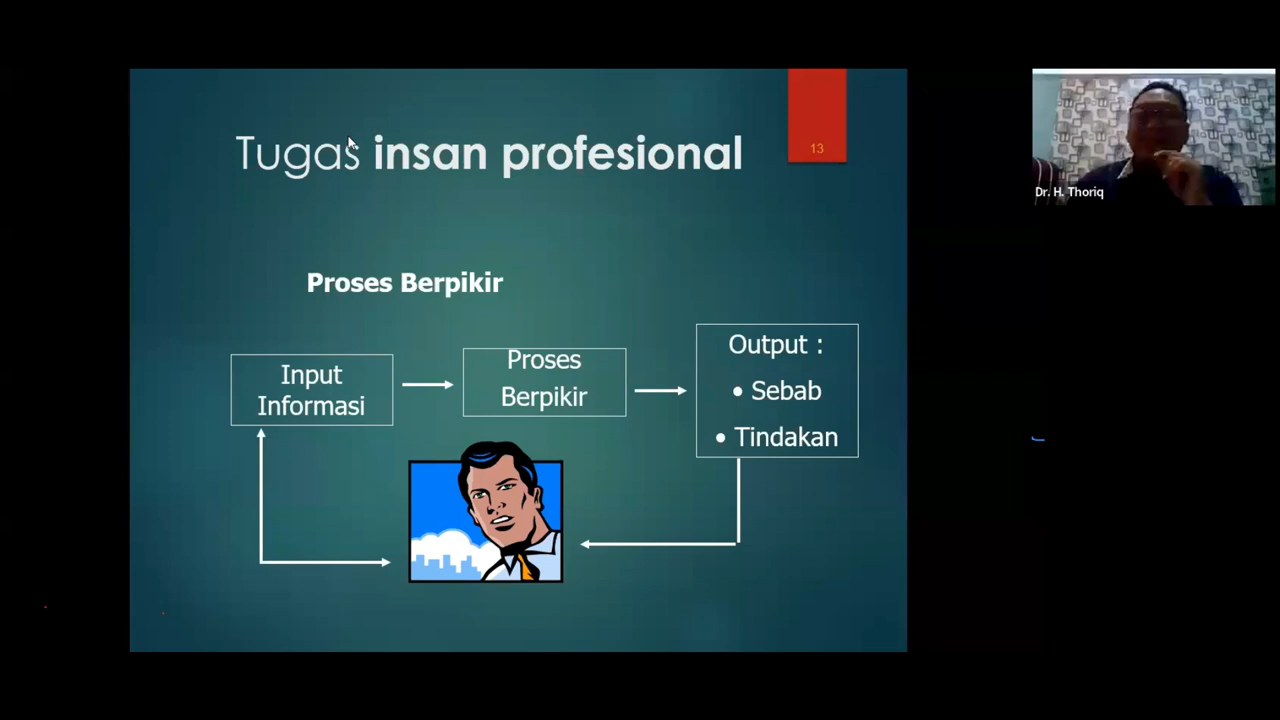 Tugas insan profesional
13
Dr. H. Thoriq
Proses Berpikir
Input
Informasi
Proses
Berpikir
Output :
• Sebab
• Tindakan